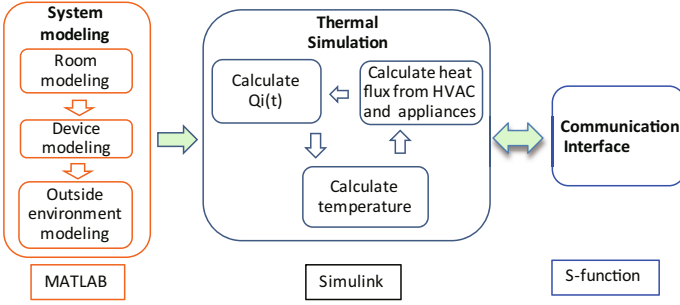 System
modeling
Room
modeling
Device
modeling
Outside
environment
modeling
MATLAB
Thermal
Simulation
Calculate
Qi(t)
Calculate heat
flux from HVAC
and appliances
Calculate
temperature
Simulink
Communication
Interface
S-function